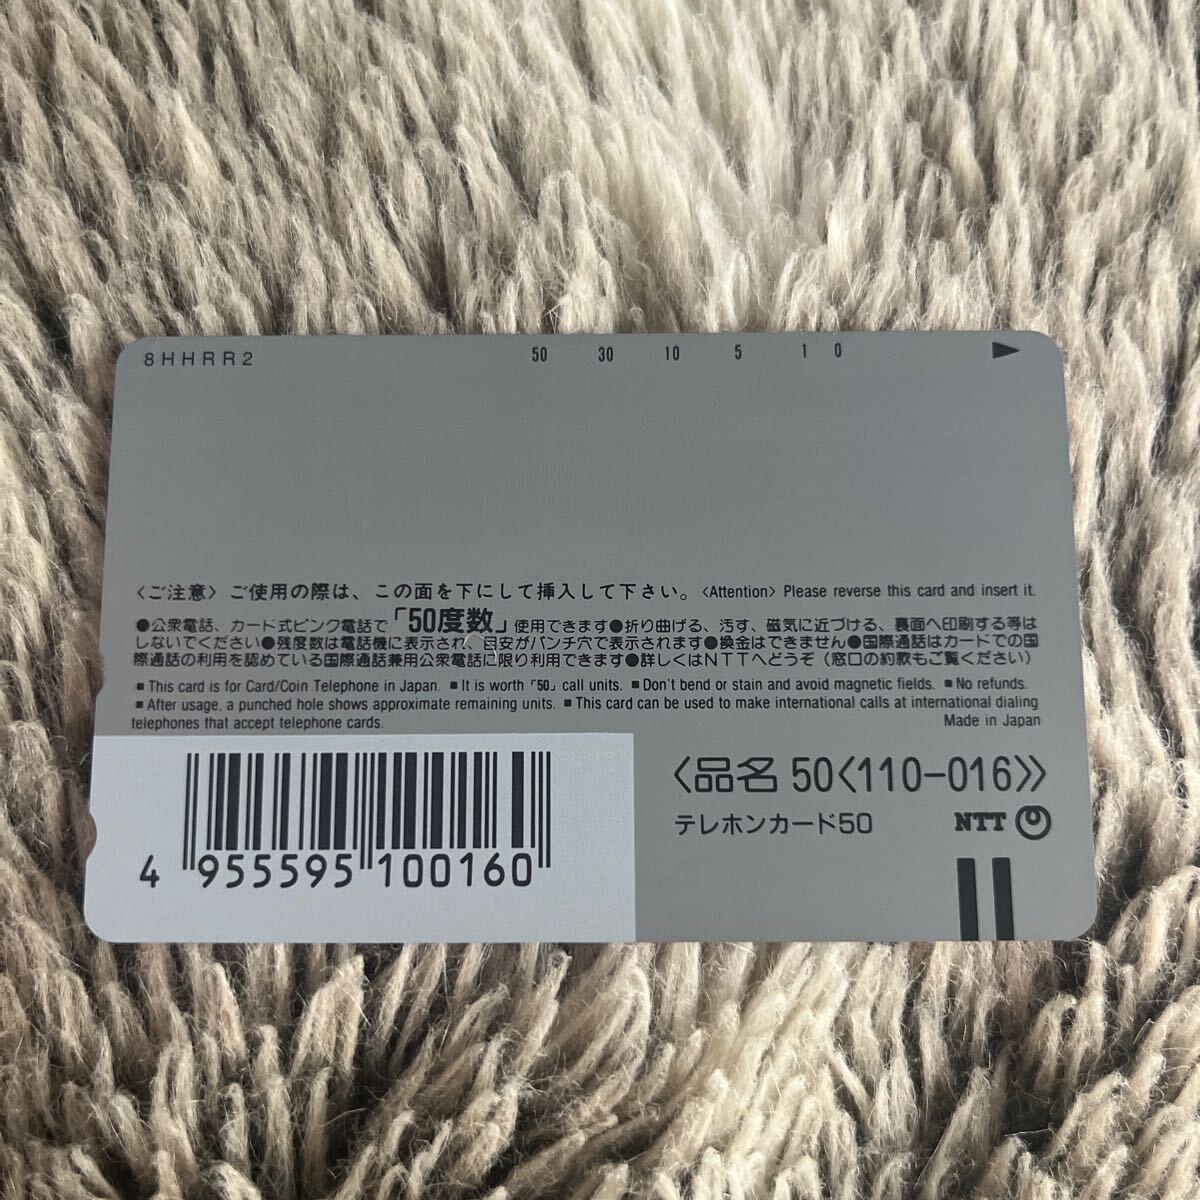 8HHRR2
50 30 10 5 1 0
〈ご注意〉ご使用の際は、この面を下にして挿入して下さい。〈Attention〉Please reverse this card and insert it.
●公衆電話、カード式ピンク電話で「50度数」使用できます●折り曲げる、汚す、磁気に近づける、裏面へ印刷する等は
しないでください●残度数は電話機に表示され、目安がパンチ穴で表示されます●換金はできません●国際通話はカードでの国
際通話の利用を認めている国際通話兼用公衆電話に限り利用できます●詳しくはNTTへどうぞ（窓口の約款もご覧ください）
■This card is for Card/Coin Telephone in Japan. ■It is worth「50」call units. ■Don't bend or stain and avoid magnetic fields. ■No refunds.
■After usage, a punched hole shows approximate remaining units. ■This card can be used to make international calls at international dialing
telephones that accept telephone cards.
Made in Japan
〈品名 50〈110-016〉〉
テレホンカード50
NTT
4 955595 100160